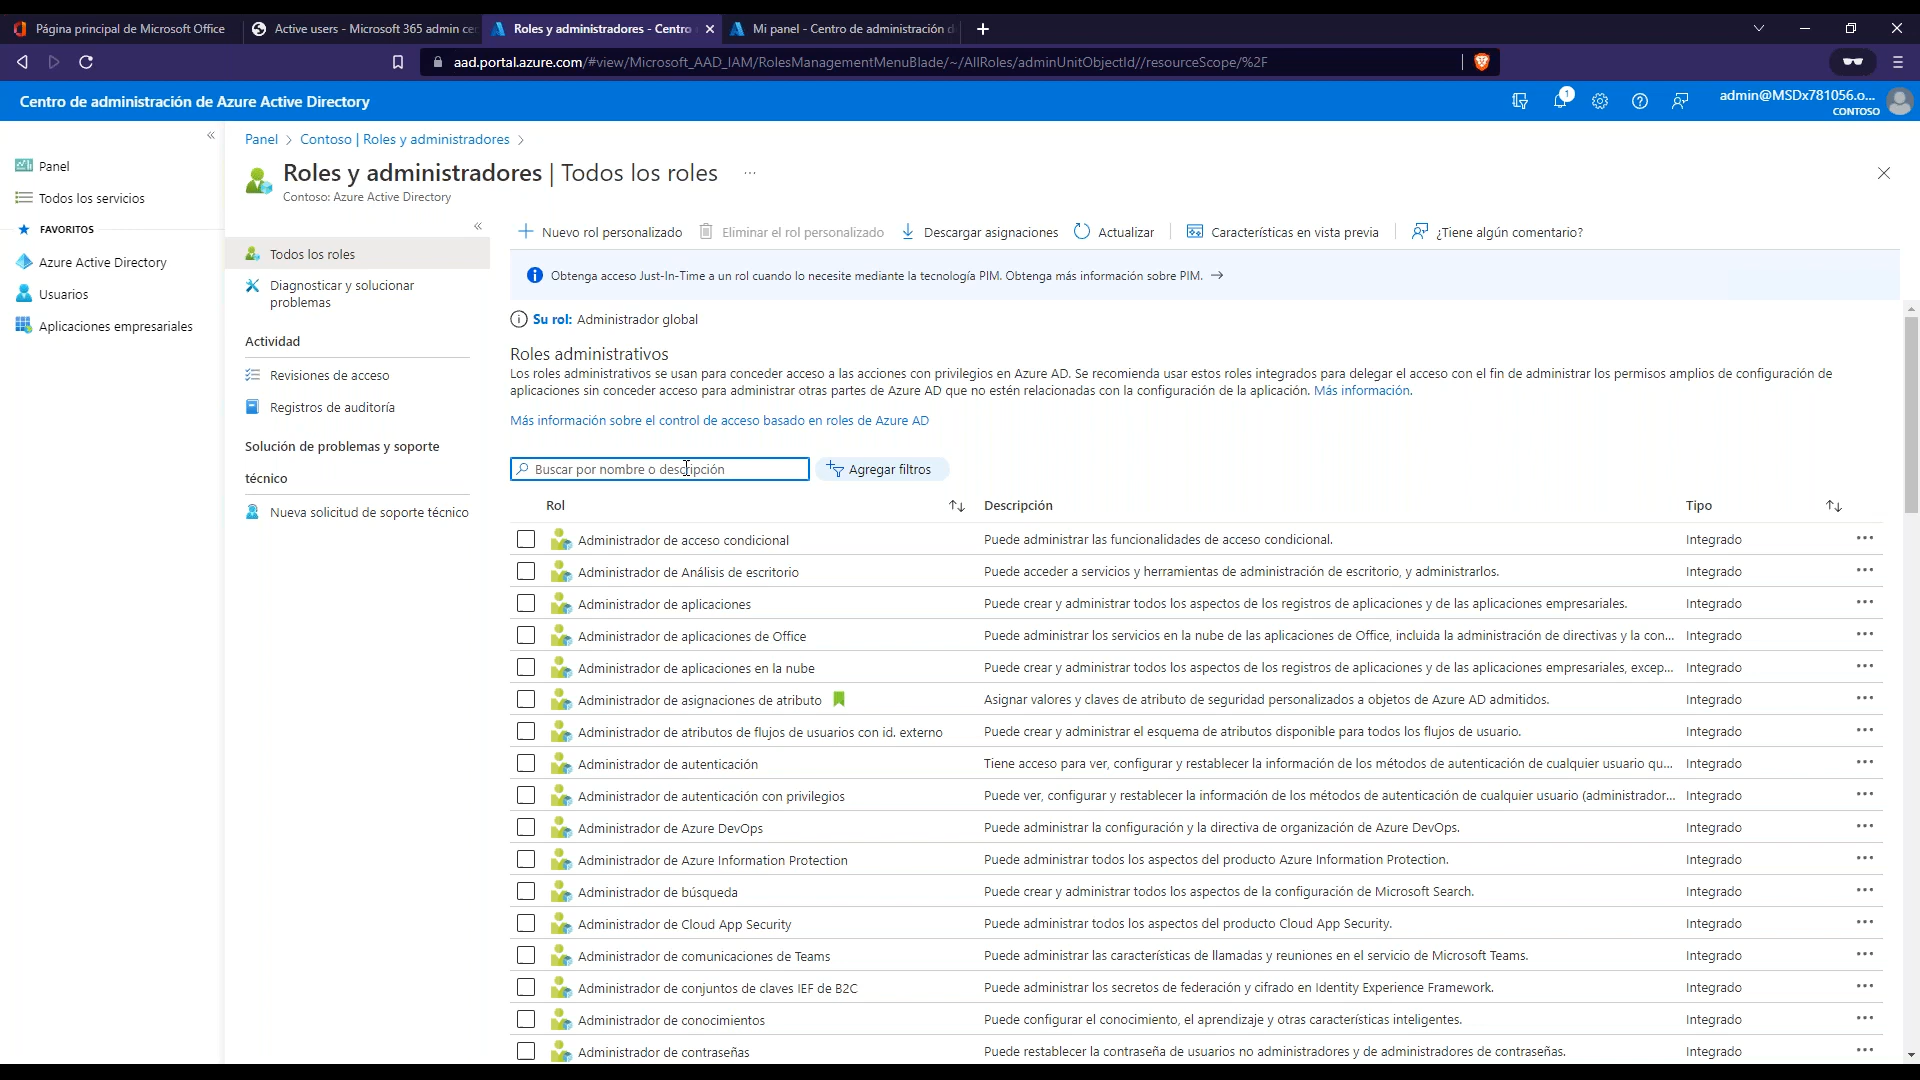 Página principal de Microsoft Office
Active users - Microsoft 365 admin ce
Roles y administradores - Centro
Mi panel - Centro de administración d
aad.portal.azure.com/#view/Microsoft_AAD_IAM/RolesManagementMenuBlade/~/AllRoles/adminUnitObjectId//resourceScope/%2F
Centro de administración de Azure Active Directory
1
admin@MSDx781056.o...
CONTOSO
Panel
Todos los servicios
FAVORITOS
Azure Active Directory
Usuarios
Aplicaciones empresariales
Panel > Contoso | Roles y administradores >
Roles y administradores | Todos los roles ...
Contoso: Azure Active Directory
Todos los roles
Diagnosticar y solucionar
problemas
Actividad
Revisiones de acceso
Registros de auditoría
Solución de problemas y soporte
técnico
Nueva solicitud de soporte técnico
Nuevo rol personalizado
Eliminar el rol personalizado
Descargar asignaciones
Actualizar
Características en vista previa
¿Tiene algún comentario?
Obtenga acceso Just-In-Time a un rol cuando lo necesite mediante la tecnología PIM. Obtenga más información sobre PIM. →
Su rol: Administrador global
Roles administrativos
Los roles administrativos se usan para conceder acceso a las acciones con privilegios en Azure AD. Se recomienda usar estos roles integrados para delegar el acceso con el fin de administrar los permisos amplios de configuración de
aplicaciones sin conceder acceso para administrar otras partes de Azure AD que no estén relacionadas con la configuración de la aplicación. Más información.
Más información sobre el control de acceso basado en roles de Azure AD
Buscar por nombre o descripción
Agregar filtros
Rol Descripción Tipo
Administrador de acceso condicional Puede administrar las funcionalidades de acceso condicional. Integrado ...
Administrador de Análisis de escritorio Puede acceder a servicios y herramientas de administración de escritorio, y administrarlos. Integrado ...
Administrador de aplicaciones Puede crear y administrar todos los aspectos de los registros de aplicaciones y de las aplicaciones empresariales. Integrado ...
Administrador de aplicaciones de Office Puede administrar los servicios en la nube de las aplicaciones de Office, incluida la administración de directivas y la con... Integrado ...
Administrador de aplicaciones en la nube Puede crear y administrar todos los aspectos de los registros de aplicaciones y de las aplicaciones empresariales, excep... Integrado ...
Administrador de asignaciones de atributo Asignar valores y claves de atributo de seguridad personalizados a objetos de Azure AD admitidos. Integrado ...
Administrador de atributos de flujos de usuarios con id. externo Puede crear y administrar el esquema de atributos disponible para todos los flujos de usuario. Integrado ...
Administrador de autenticación Tiene acceso para ver, configurar y restablecer la información de los métodos de autenticación de cualquier usuario qu... Integrado ...
Administrador de autenticación con privilegios Puede ver, configurar y restablecer la información de los métodos de autenticación de cualquier usuario (administrador... Integrado ...
Administrador de Azure DevOps Puede administrar la configuración y la directiva de organización de Azure DevOps. Integrado ...
Administrador de Azure Information Protection Puede administrar todos los aspectos del producto Azure Information Protection. Integrado ...
Administrador de búsqueda Puede crear y administrar todos los aspectos de la configuración de Microsoft Search. Integrado ...
Administrador de Cloud App Security Puede administrar todos los aspectos del producto Cloud App Security. Integrado ...
Administrador de comunicaciones de Teams Puede administrar las características de llamadas y reuniones en el servicio de Microsoft Teams. Integrado ...
Administrador de conjuntos de claves IEF de B2C Puede administrar los secretos de federación y cifrado en Identity Experience Framework. Integrado ...
Administrador de conocimientos Puede configurar el conocimiento, el aprendizaje y otras características inteligentes. Integrado ...
Administrador de contraseñas Puede restablecer la contraseña de usuarios no administradores y de administradores de contraseñas. Integrado ...